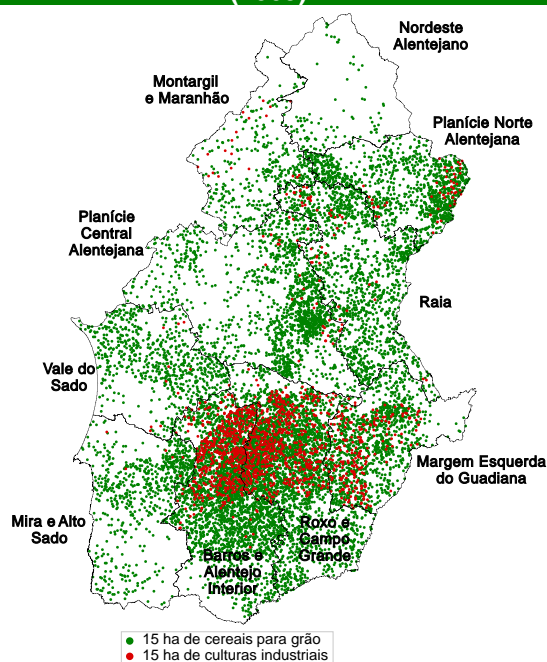 Nordeste
Alentejano
Montargil
e Maranhão
Planície Norte
Alentejana
Planície
Central
Alentejana
Raia
Vale do
Sado
Margem Esquerda
do Guadiana
Mira e Alto
Sado
Roxo e
Campo
Grande
Barros e
Alentejo
Interior
15 ha de cereais para grão
15 ha de culturas industriais